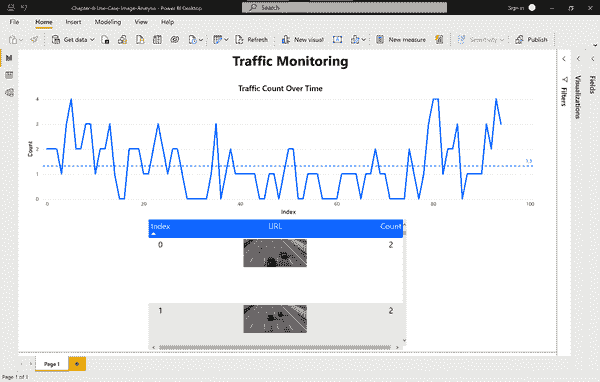 Chapter-8-Use-Case-Image-Analysis - Power BI Desktop
Search
Sign in
File Home Insert Modeling View Help
Get data Refresh New visual New measure Sensitivity Publish
Traffic Monitoring
Traffic Count Over Time
Count
4
2
1.3
0
0 20 40 60 80 100
Index
Index URL Count
0 2
1 2
Filters
Visualizations
Fields
Page 1
Page 1 of 1